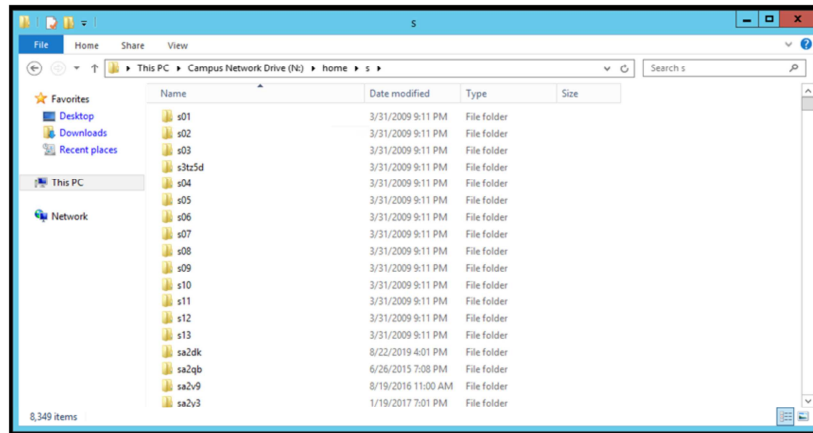 s
File Home Share View
This PC Campus Network Drive (N:) home s
Search s
Favorites
Desktop
Downloads
Recent places
This PC
Network
Name Date modified Type Size
s01 3/31/2009 9:11 PM File folder
s02 3/31/2009 9:11 PM File folder
s03 3/31/2009 9:11 PM File folder
s3tz5d 3/31/2009 9:11 PM File folder
s04 3/31/2009 9:11 PM File folder
s05 3/31/2009 9:11 PM File folder
s06 3/31/2009 9:11 PM File folder
s07 3/31/2009 9:11 PM File folder
s08 3/31/2009 9:11 PM File folder
s09 3/31/2009 9:11 PM File folder
s10 3/31/2009 9:11 PM File folder
s11 3/31/2009 9:11 PM File folder
s12 3/31/2009 9:11 PM File folder
s13 3/31/2009 9:11 PM File folder
sa2dk 8/22/2019 4:01 PM File folder
sa2qb 6/26/2015 7:08 PM File folder
sa2v9 8/19/2016 11:00 AM File folder
sa2y3 1/19/2017 7:01 PM File folder
8,349 items